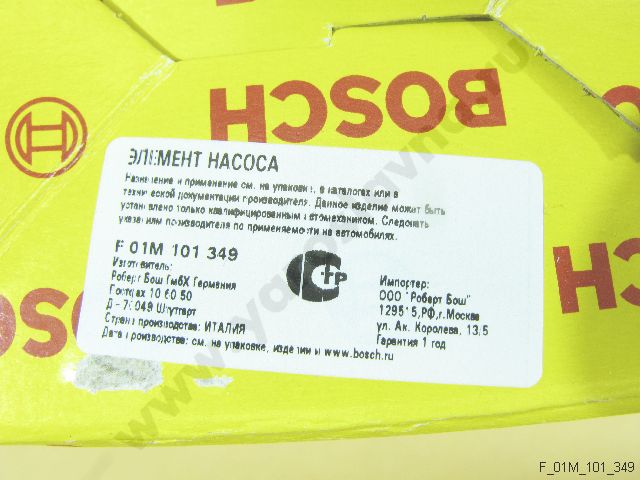 BOSCH
BOSCH
ЭЛЕМЕНТ НАСОСА
Назначение и применение см. на упаковке, в каталогах или в
технической документации производителя. Данное изделие может быть
установлено только квалифицированным автомехаником. Следовать
указаниям производителя по применяемости на автомобилях.
F 01M 101 349
Изготовитель:
Роберт Бош ГмбХ Германия
Постфах 10 60 50
Д - 70049 Штутгарт
Страна производства: ИТАЛИЯ
Дата производства: см. на упаковке, изделии и www.bosch.ru
СТР
Импортер:
ООО "Роберт Бош"
129515,РФ,г.Москва
ул. Ак. Королева, 13,5
Гарантия 1 год
F_01M_101_349